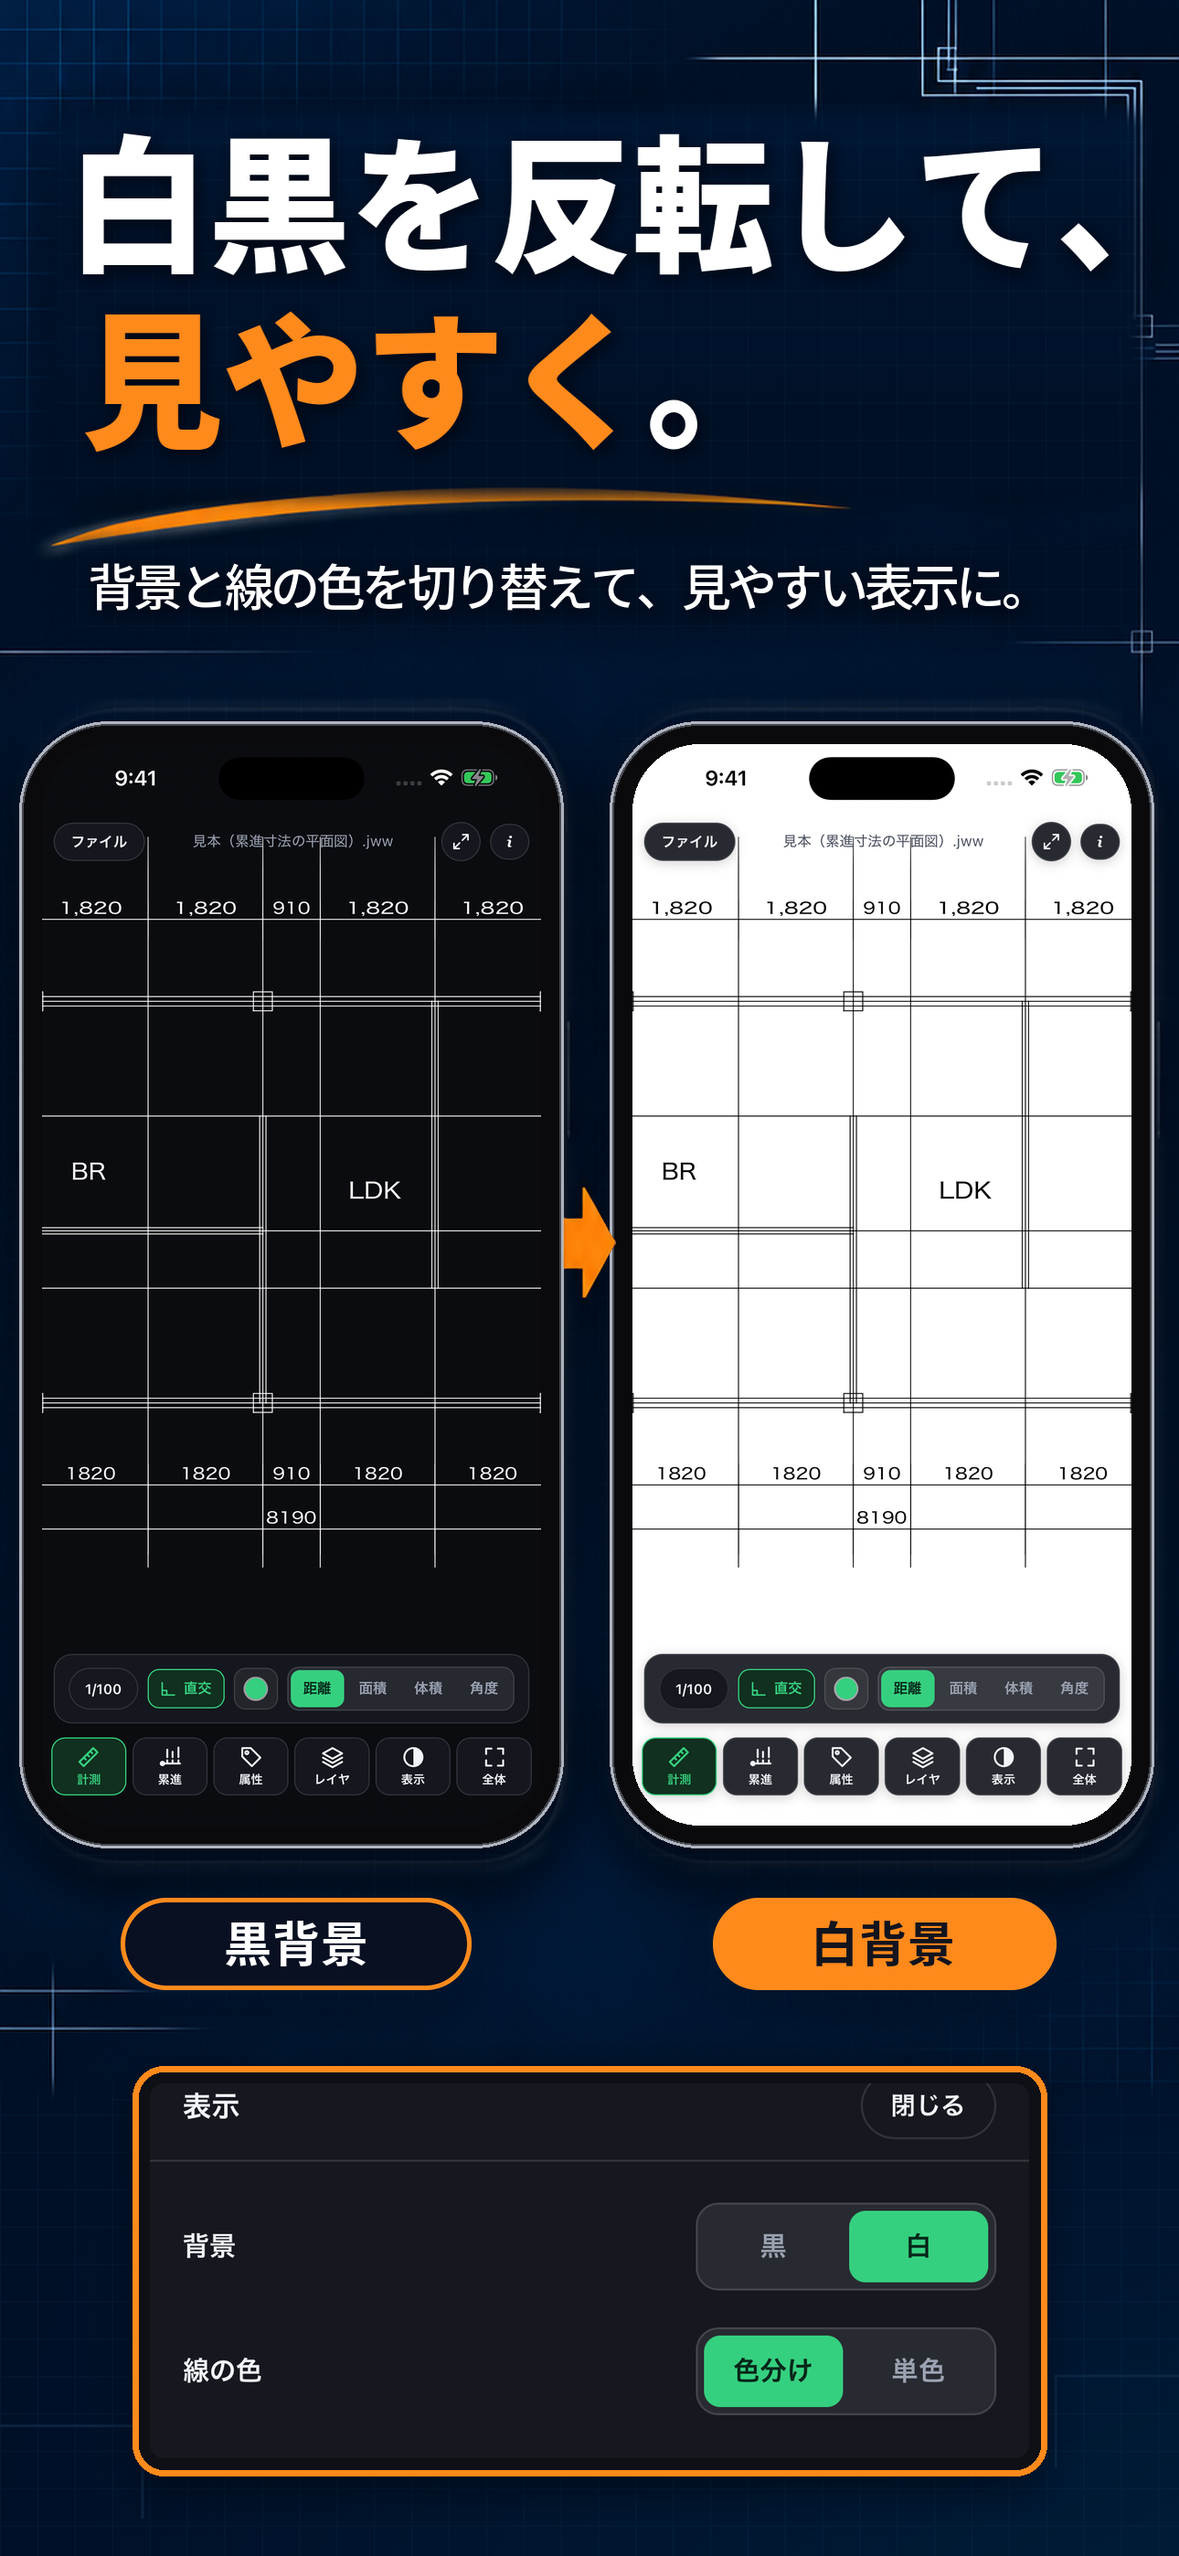 白黒を反転して、
見やすく。
背景と線の色を切り替えて、見やすい表示に。
9:41
ファイル
見本（累進寸法の平面図）.jww
i
1,820 1,820 910 1,820 1,820
BR
LDK
1820 1820 910 1820 1820
8190
1/100 直交 距離 面積 体積 角度
計測 累進 属性 レイヤ 表示 全体
9:41
ファイル
見本（累進寸法の平面図）.jww
i
1,820 1,820 910 1,820 1,820
BR
LDK
1820 1820 910 1820 1820
8190
1/100 直交 距離 面積 体積 角度
計測 累進 属性 レイヤ 表示 全体
黒背景
白背景
表示 閉じる
背景 黒 白
線の色 色分け 単色